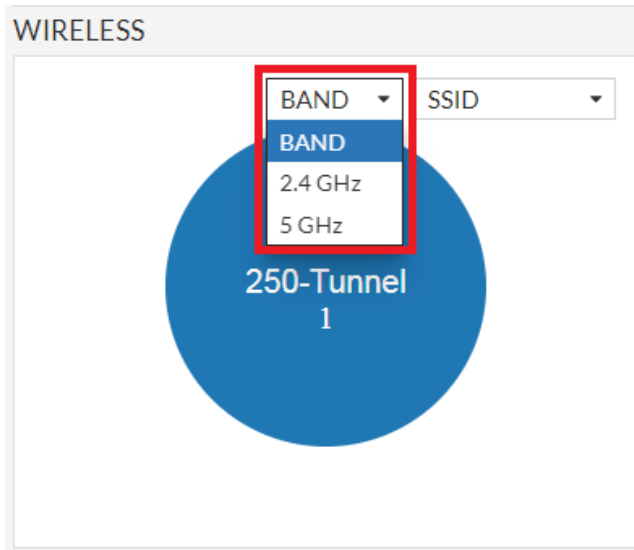 WIRELESS
BAND SSID
BAND
2.4 GHz
5 GHz
250-Tunnel
1